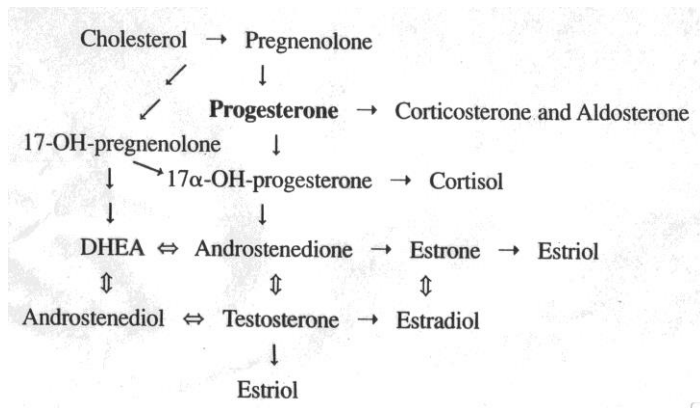 Cholesterol → Pregnenolone
Progesterone → Corticosterone and Aldosterone
17-OH-pregnenolone
17α-OH-progesterone → Cortisol
DHEA ⇔ Androstenedione → Estrone → Estriol
Androstenediol ⇔ Testosterone → Estradiol
Estriol